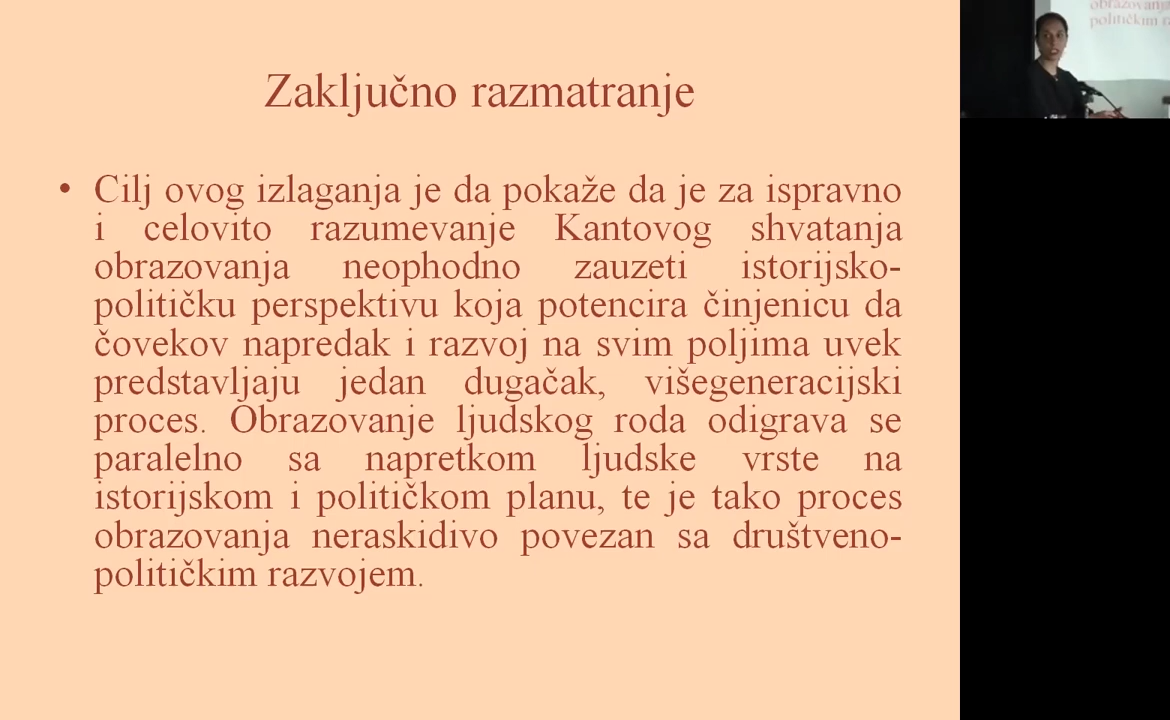 Zaključno razmatranje
• Cilj ovog izlaganja je da pokaže da je za ispravno
i celovito razumevanje Kantovog shvatanja
obrazovanja neophodno zauzeti istorijsko-
političku perspektivu koja potencira činjenicu da
čovekov napredak i razvoj na svim poljima uvek
predstavljaju jedan dugačak, višegeneracijski
proces. Obrazovanje ljudskog roda odigrava se
paralelno sa napretkom ljudske vrste na
istorijskom i političkom planu, te je tako proces
obrazovanja neraskidivo povezan sa društveno-
političkim razvojem.
obrazovanja
političkim ra